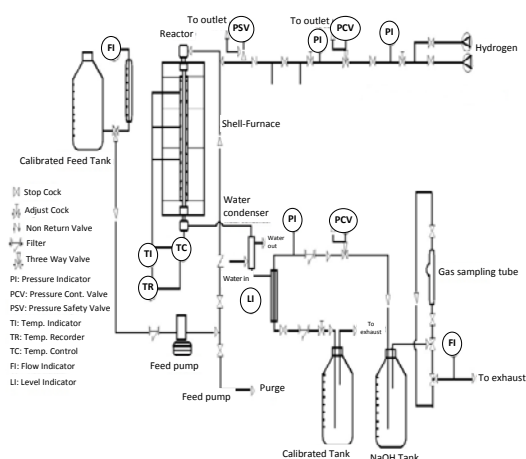 To outlet
To outlet
PSV
PCV
PI
PI
Hydrogen
Reactor
FI
Shell-Furnace
Calibrated Feed Tank
Stop Cock
Adjust Cock
Non Return Valve
Filter
Three Way Valve
PI: Pressure Indicator
PCV: Pressure Cont. Valve
PSV: Pressure Safety Valve
TI: Temp. Indicator
TR: Temp. Recorder
TC: Temp. Control
FI: Flow Indicator
LI: Level Indicator
Water
condenser
Water
out
Water in
TI
TC
TR
LI
PI
PCV
Gas sampling tube
To
exhaust
FI
To exhaust
Feed pump
Feed pump
Purge
Calibrated Tank
NaOH Tank